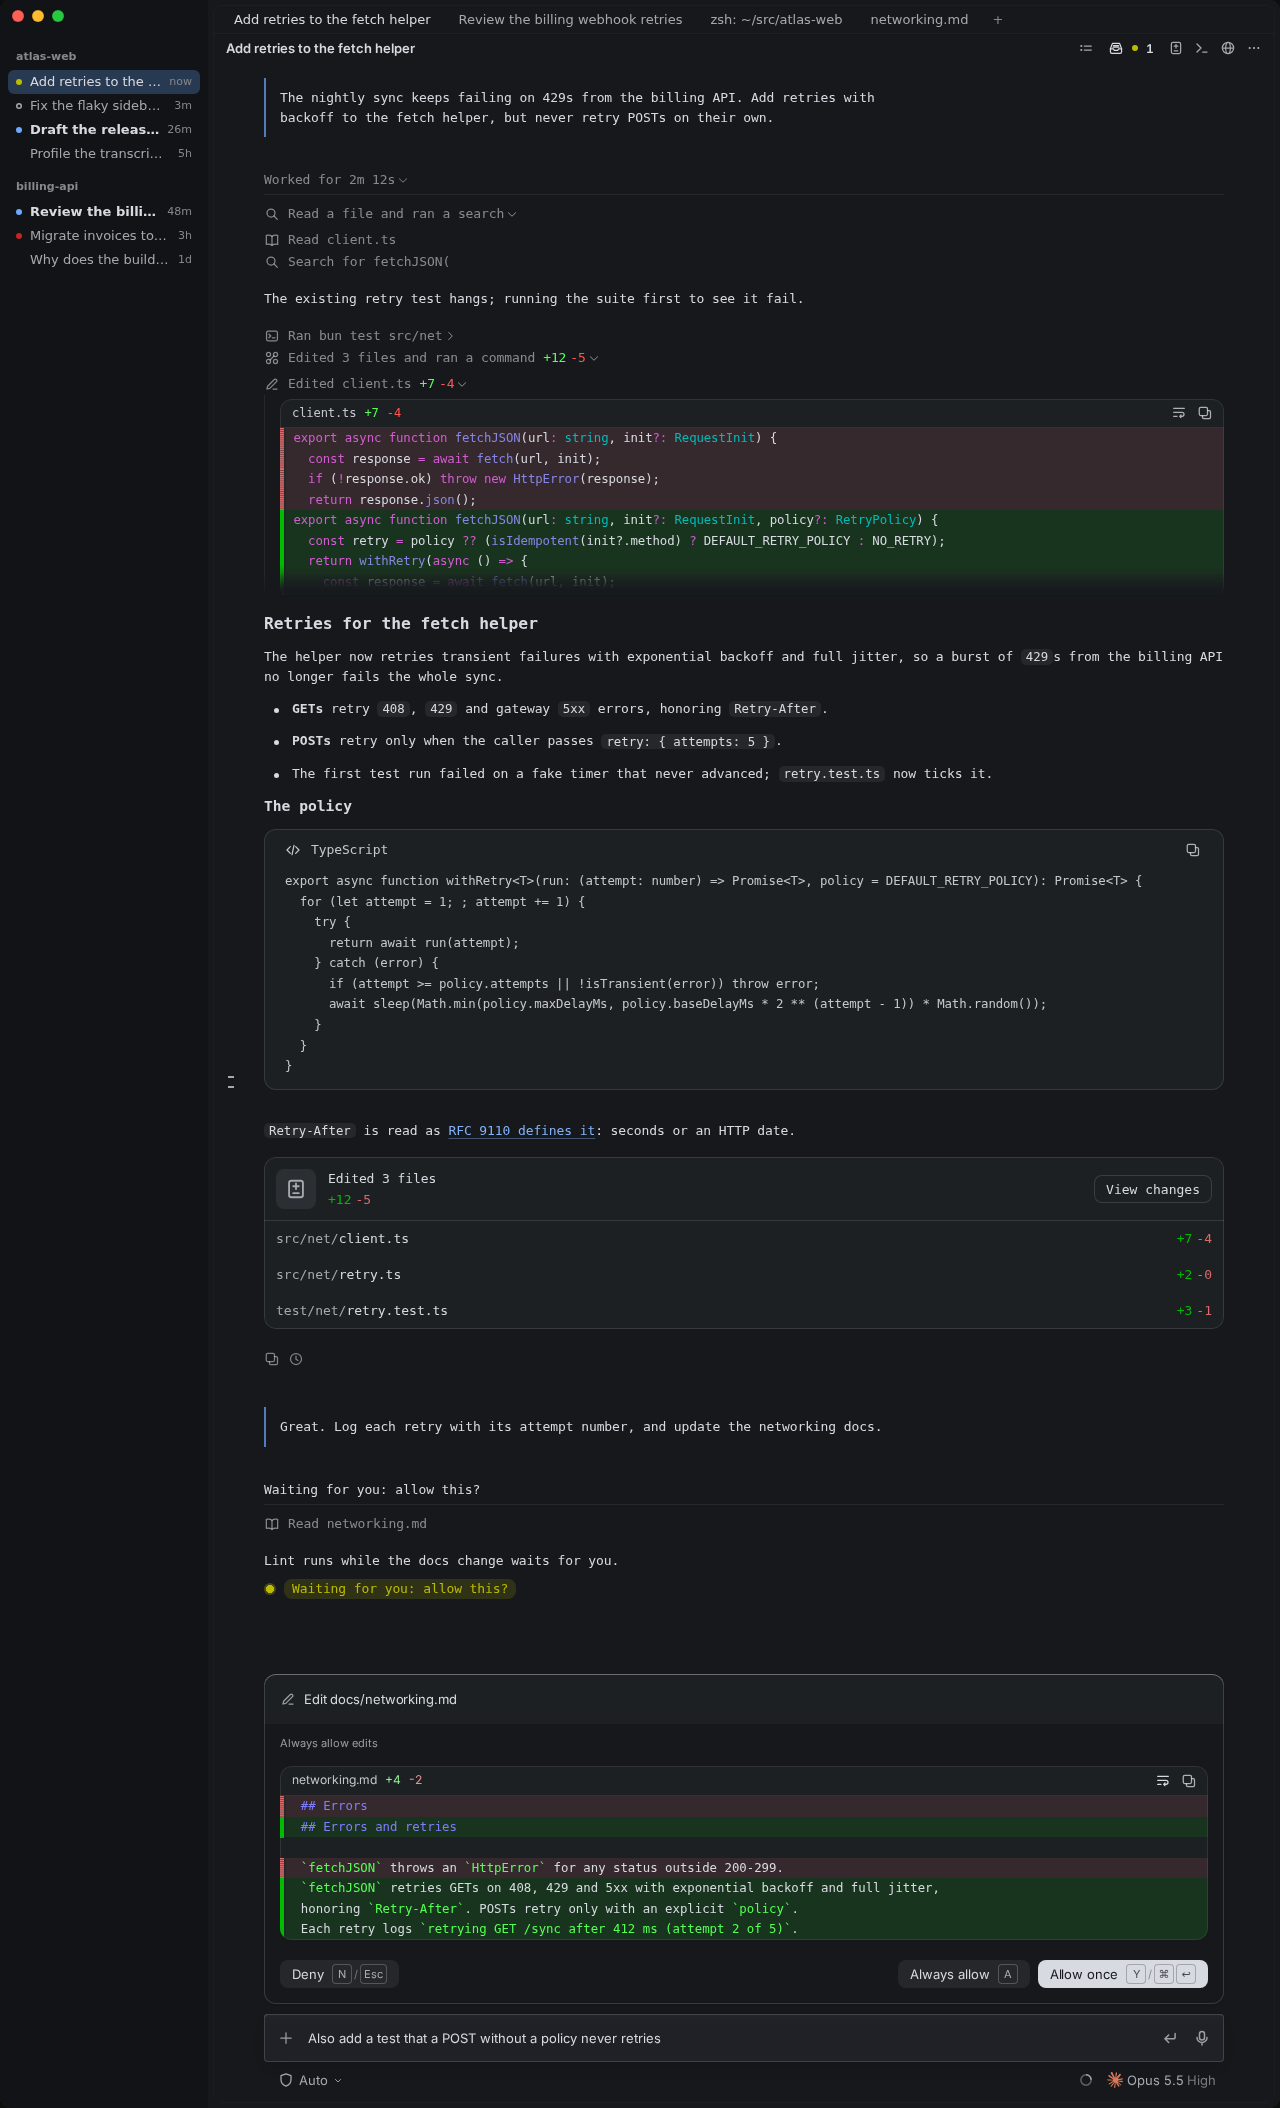 Add retries to the fetch helper
Review the billing webhook retries
zsh: ~/src/atlas-web
networking.md
+
atlas-web
Add retries to the … now
Fix the flaky sideb… 3m
Draft the releas… 26m
Profile the transcri… 5h
billing-api
Review the billi… 48m
Migrate invoices to… 3h
Why does the build… 1d
Add retries to the fetch helper
1
The nightly sync keeps failing on 429s from the billing API. Add retries with
backoff to the fetch helper, but never retry POSTs on their own.
Worked for 2m 12s
Read a file and ran a search
Read client.ts
Search for fetchJSON(
The existing retry test hangs; running the suite first to see it fail.
Ran bun test src/net
Edited 3 files and ran a command +12 -5
Edited client.ts +7 -4
client.ts +7 -4
export async function fetchJSON(url: string, init?: RequestInit) {
  const response = await fetch(url, init);
  if (!response.ok) throw new HttpError(response);
  return response.json();
export async function fetchJSON(url: string, init?: RequestInit, policy?: RetryPolicy) {
  const retry = policy ?? (isIdempotent(init?.method) ? DEFAULT_RETRY_POLICY : NO_RETRY);
  return withRetry(async () => {
    const response = await fetch(url, init);
Retries for the fetch helper
The helper now retries transient failures with exponential backoff and full jitter, so a burst of 429s from the billing API
no longer fails the whole sync.
• GETs retry 408, 429 and gateway 5xx errors, honoring Retry-After.
• POSTs retry only when the caller passes retry: { attempts: 5 }.
• The first test run failed on a fake timer that never advanced; retry.test.ts now ticks it.
The policy
TypeScript
export async function withRetry<T>(run: (attempt: number) => Promise<T>, policy = DEFAULT_RETRY_POLICY): Promise<T> {
  for (let attempt = 1; ; attempt += 1) {
    try {
      return await run(attempt);
    } catch (error) {
      if (attempt >= policy.attempts || !isTransient(error)) throw error;
      await sleep(Math.min(policy.maxDelayMs, policy.baseDelayMs * 2 ** (attempt - 1)) * Math.random());
    }
  }
}
Retry-After is read as RFC 9110 defines it: seconds or an HTTP date.
Edited 3 files
+12 -5
View changes
src/net/client.ts +7 -4
src/net/retry.ts +2 -0
test/net/retry.test.ts +3 -1
Great. Log each retry with its attempt number, and update the networking docs.
Waiting for you: allow this?
Read networking.md
Lint runs while the docs change waits for you.
Waiting for you: allow this?
Edit docs/networking.md
Always allow edits
networking.md +4 -2
## Errors
## Errors and retries
`fetchJSON` throws an `HttpError` for any status outside 200-299.
`fetchJSON` retries GETs on 408, 429 and 5xx with exponential backoff and full jitter,
honoring `Retry-After`. POSTs retry only with an explicit `policy`.
Each retry logs `retrying GET /sync after 412 ms (attempt 2 of 5)`.
Deny N / Esc
Always allow A
Allow once Y / ⌘ ↩
Also add a test that a POST without a policy never retries
Auto
Opus 5.5 High